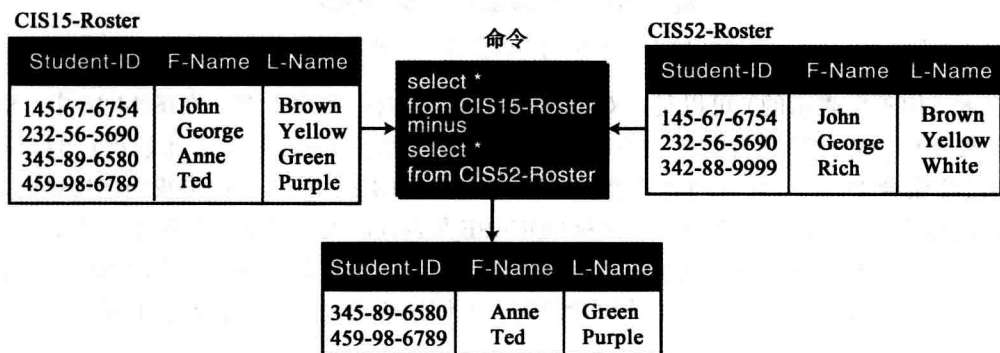 CIS15-Roster
Student-ID F-Name L-Name
145-67-6754 John Brown
232-56-5690 George Yellow
345-89-6580 Anne Green
459-98-6789 Ted Purple
命令
select *
from CIS15-Roster
minus
select *
from CIS52-Roster
CIS52-Roster
Student-ID F-Name L-Name
145-67-6754 John Brown
232-56-5690 George Yellow
342-88-9999 Rich White
Student-ID F-Name L-Name
345-89-6580 Anne Green
459-98-6789 Ted Purple